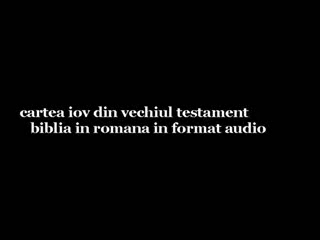 cartea iov din vechiul testament
biblia in romana in format audio